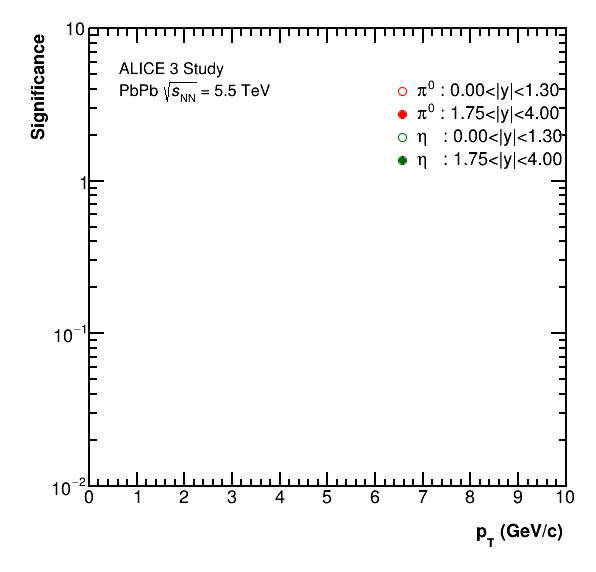 10
Significance
ALICE 3 Study
PbPb √sNN = 5.5 TeV
π⁰ : 0.00<|y|<1.30
π⁰ : 1.75<|y|<4.00
η : 0.00<|y|<1.30
η : 1.75<|y|<4.00
1
10⁻¹
10⁻²
0 1 2 3 4 5 6 7 8 9 10
pT (GeV/c)